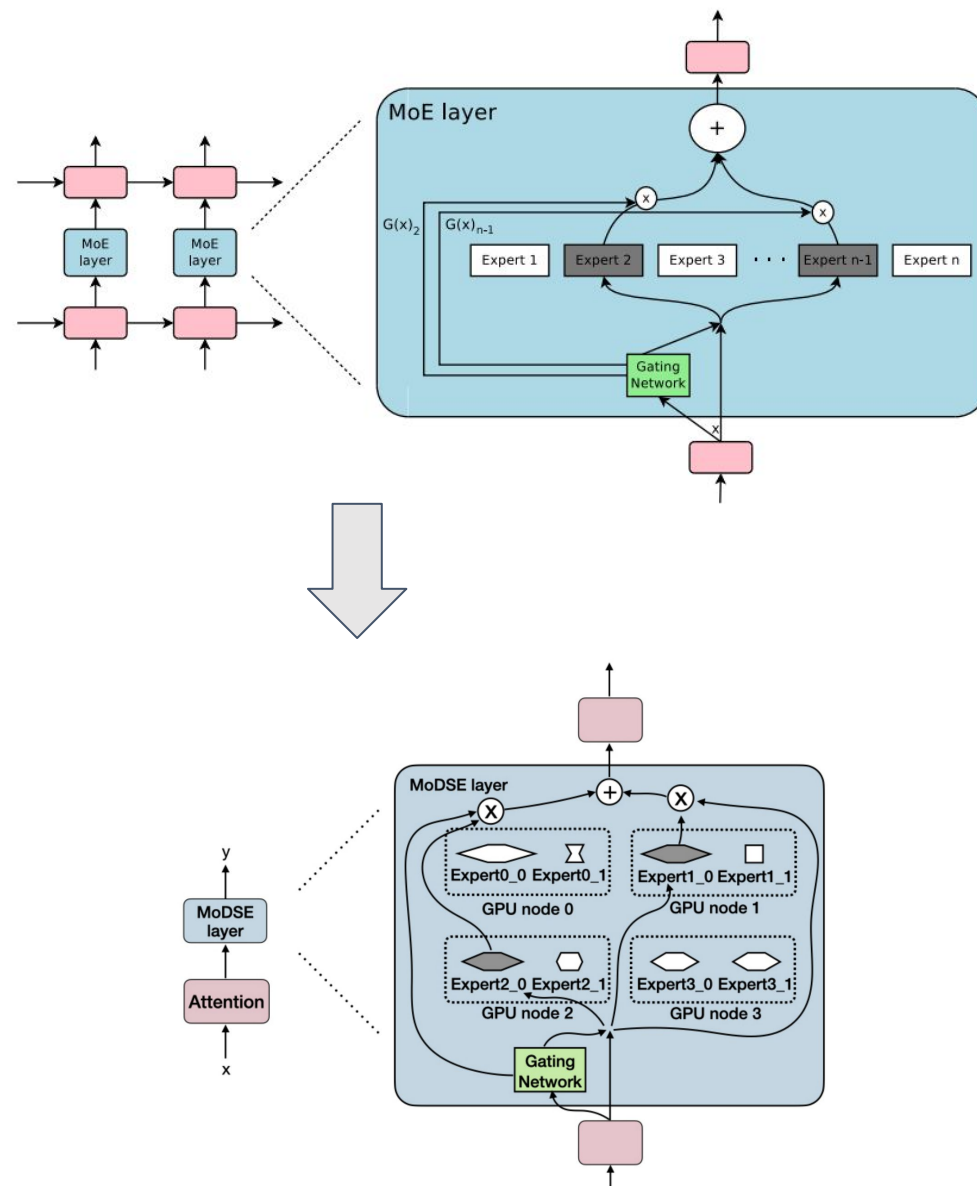 MoE layer
+
x
x
G(x)2
G(x)n-1
MoE
layer
MoE
layer
Expert 1
Expert 2
Expert 3
. . .
Expert n-1
Expert n
Gating
Network
x
MoDSE layer
+
X
X
Expert0_0 Expert0_1
GPU node 0
Expert1_0 Expert1_1
GPU node 1
y
MoDSE
layer
Expert2_0 Expert2_1
GPU node 2
Expert3_0 Expert3_1
GPU node 3
Attention
x
Gating
Network